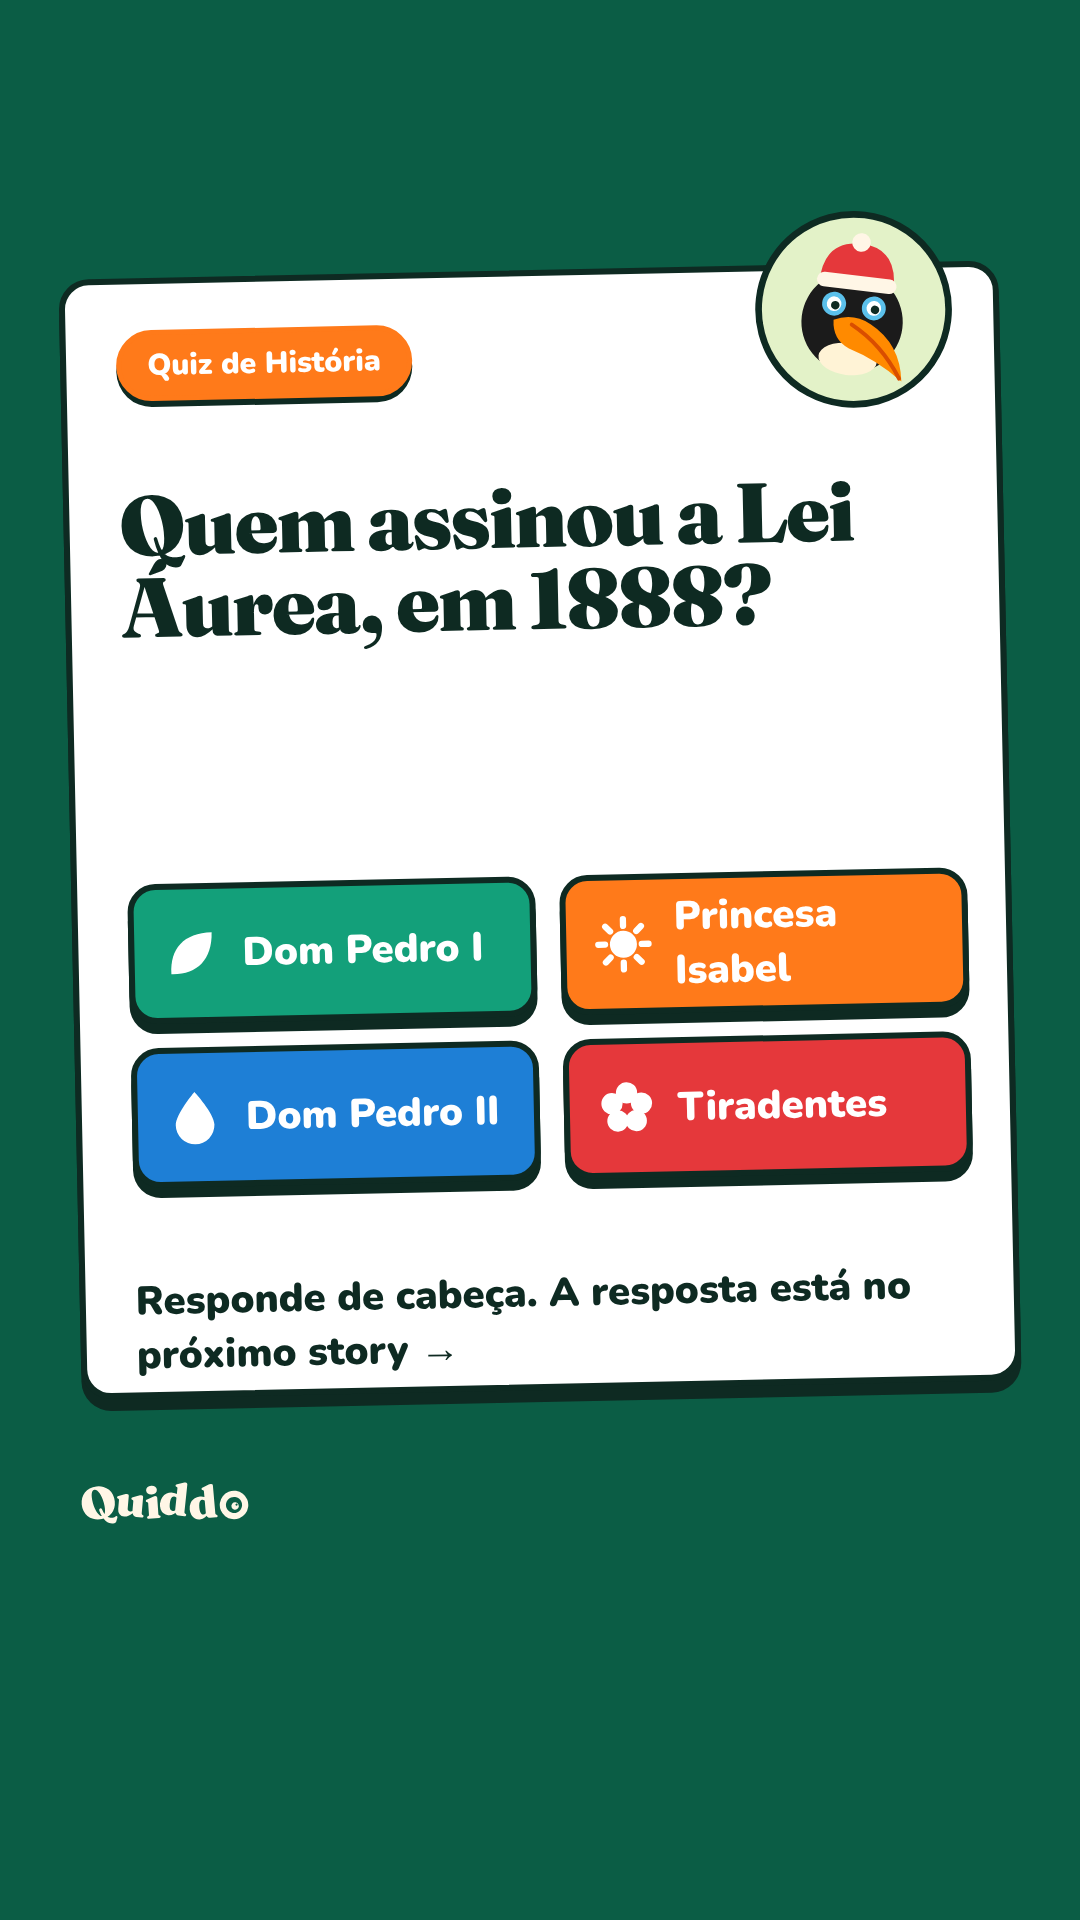 Quiz de História
Quem assinou a Lei
Áurea, em 1888?
Dom Pedro I
Princesa
Isabel
Dom Pedro II
Tiradentes
Responde de cabeça. A resposta está no
próximo story →
Quiddo